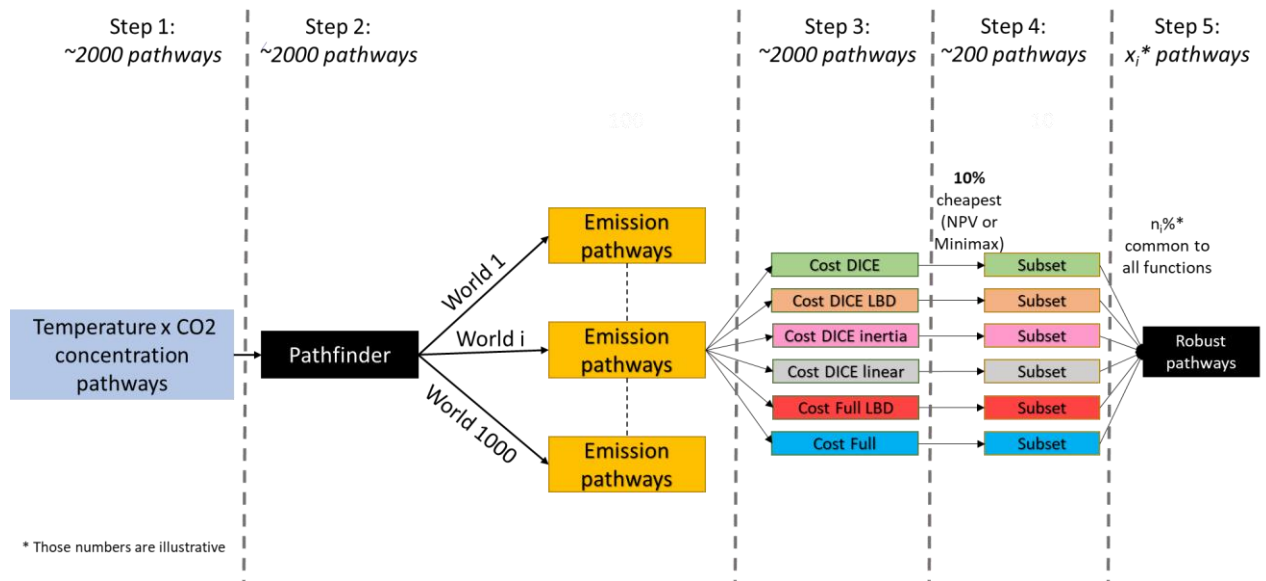 Step 1:
~2000 pathways
Step 2:
~2000 pathways
Step 3:
~2000 pathways
Step 4:
~200 pathways
Step 5:
xi* pathways
100
10
10%
cheapest
(NPV or
Minimax)
ni%*
common to
all functions
Temperature x CO2
concentration
pathways
Pathfinder
World 1
World i
World 1000
Emission
pathways
Emission
pathways
Emission
pathways
Cost DICE
Cost DICE LBD
Cost DICE inertia
Cost DICE linear
Cost Full LBD
Cost Full
Subset
Subset
Subset
Subset
Subset
Subset
Robust
pathways
* Those numbers are illustrative